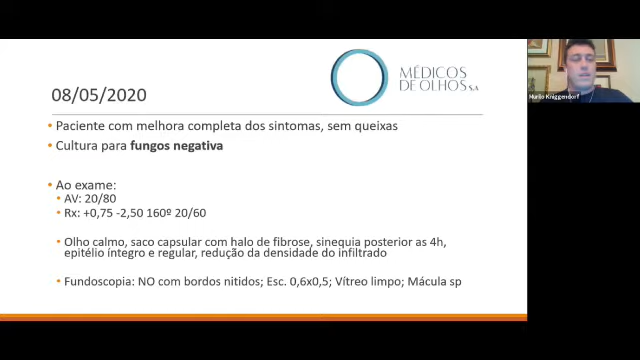 08/05/2020
MÉDICOS
DE OLHOS S.A
• Paciente com melhora completa dos sintomas, sem queixas
• Cultura para fungos negativa
• Ao exame:
AV: 20/80
Rx: +0,75 -2,50 160º 20/60
Olho calmo, saco capsular com halo de fibrose, sinequia posterior as 4h,
epitélio íntegro e regular, redução da densidade do infiltrado
Fundoscopia: NO com bordos nitidos; Esc. 0,6x0,5; Vítreo limpo; Mácula sp
Murilo Kniggendorf